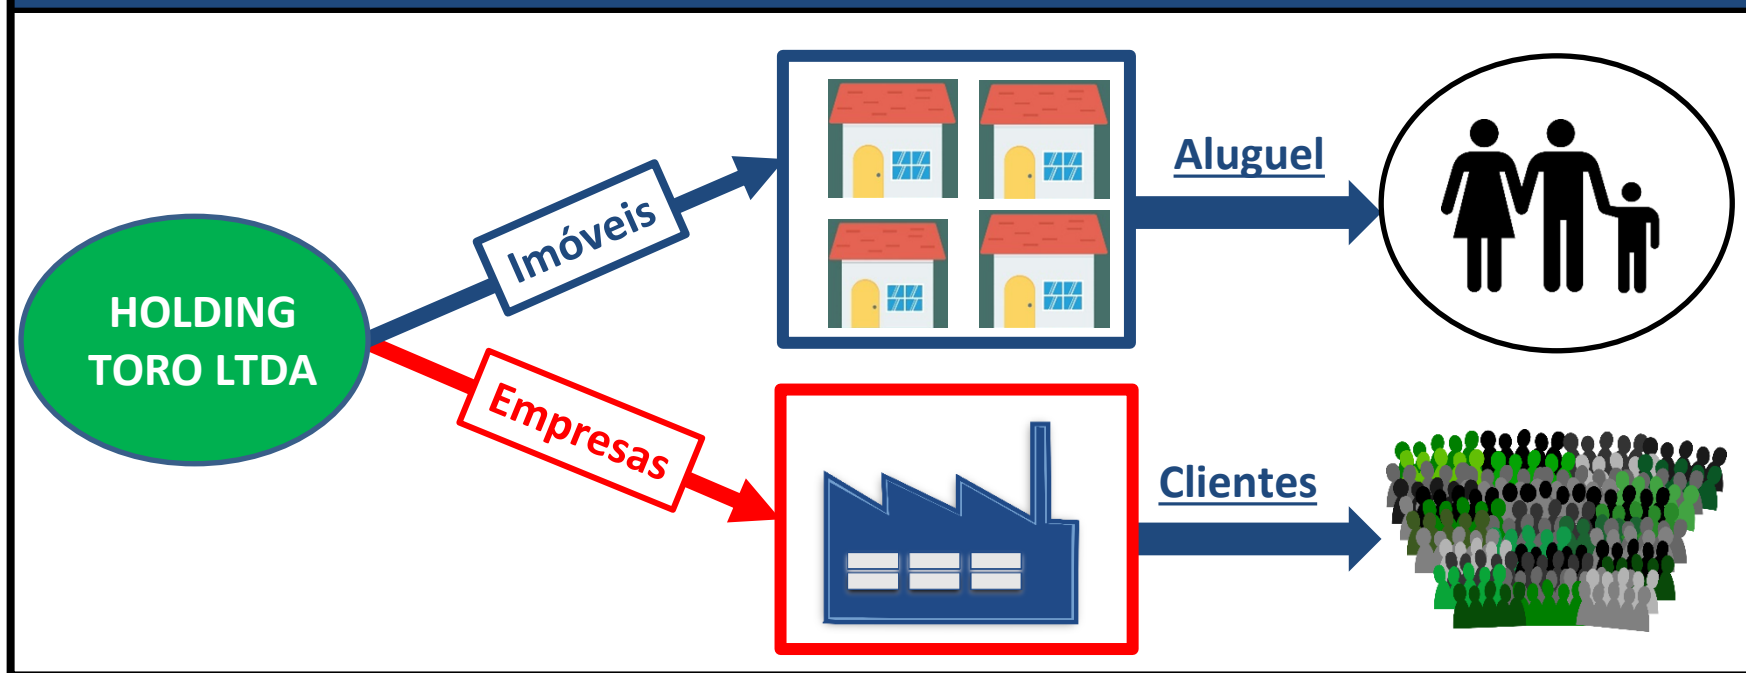 HOLDING
TORO LTDA
Imóveis
Aluguel
Empresas
Clientes